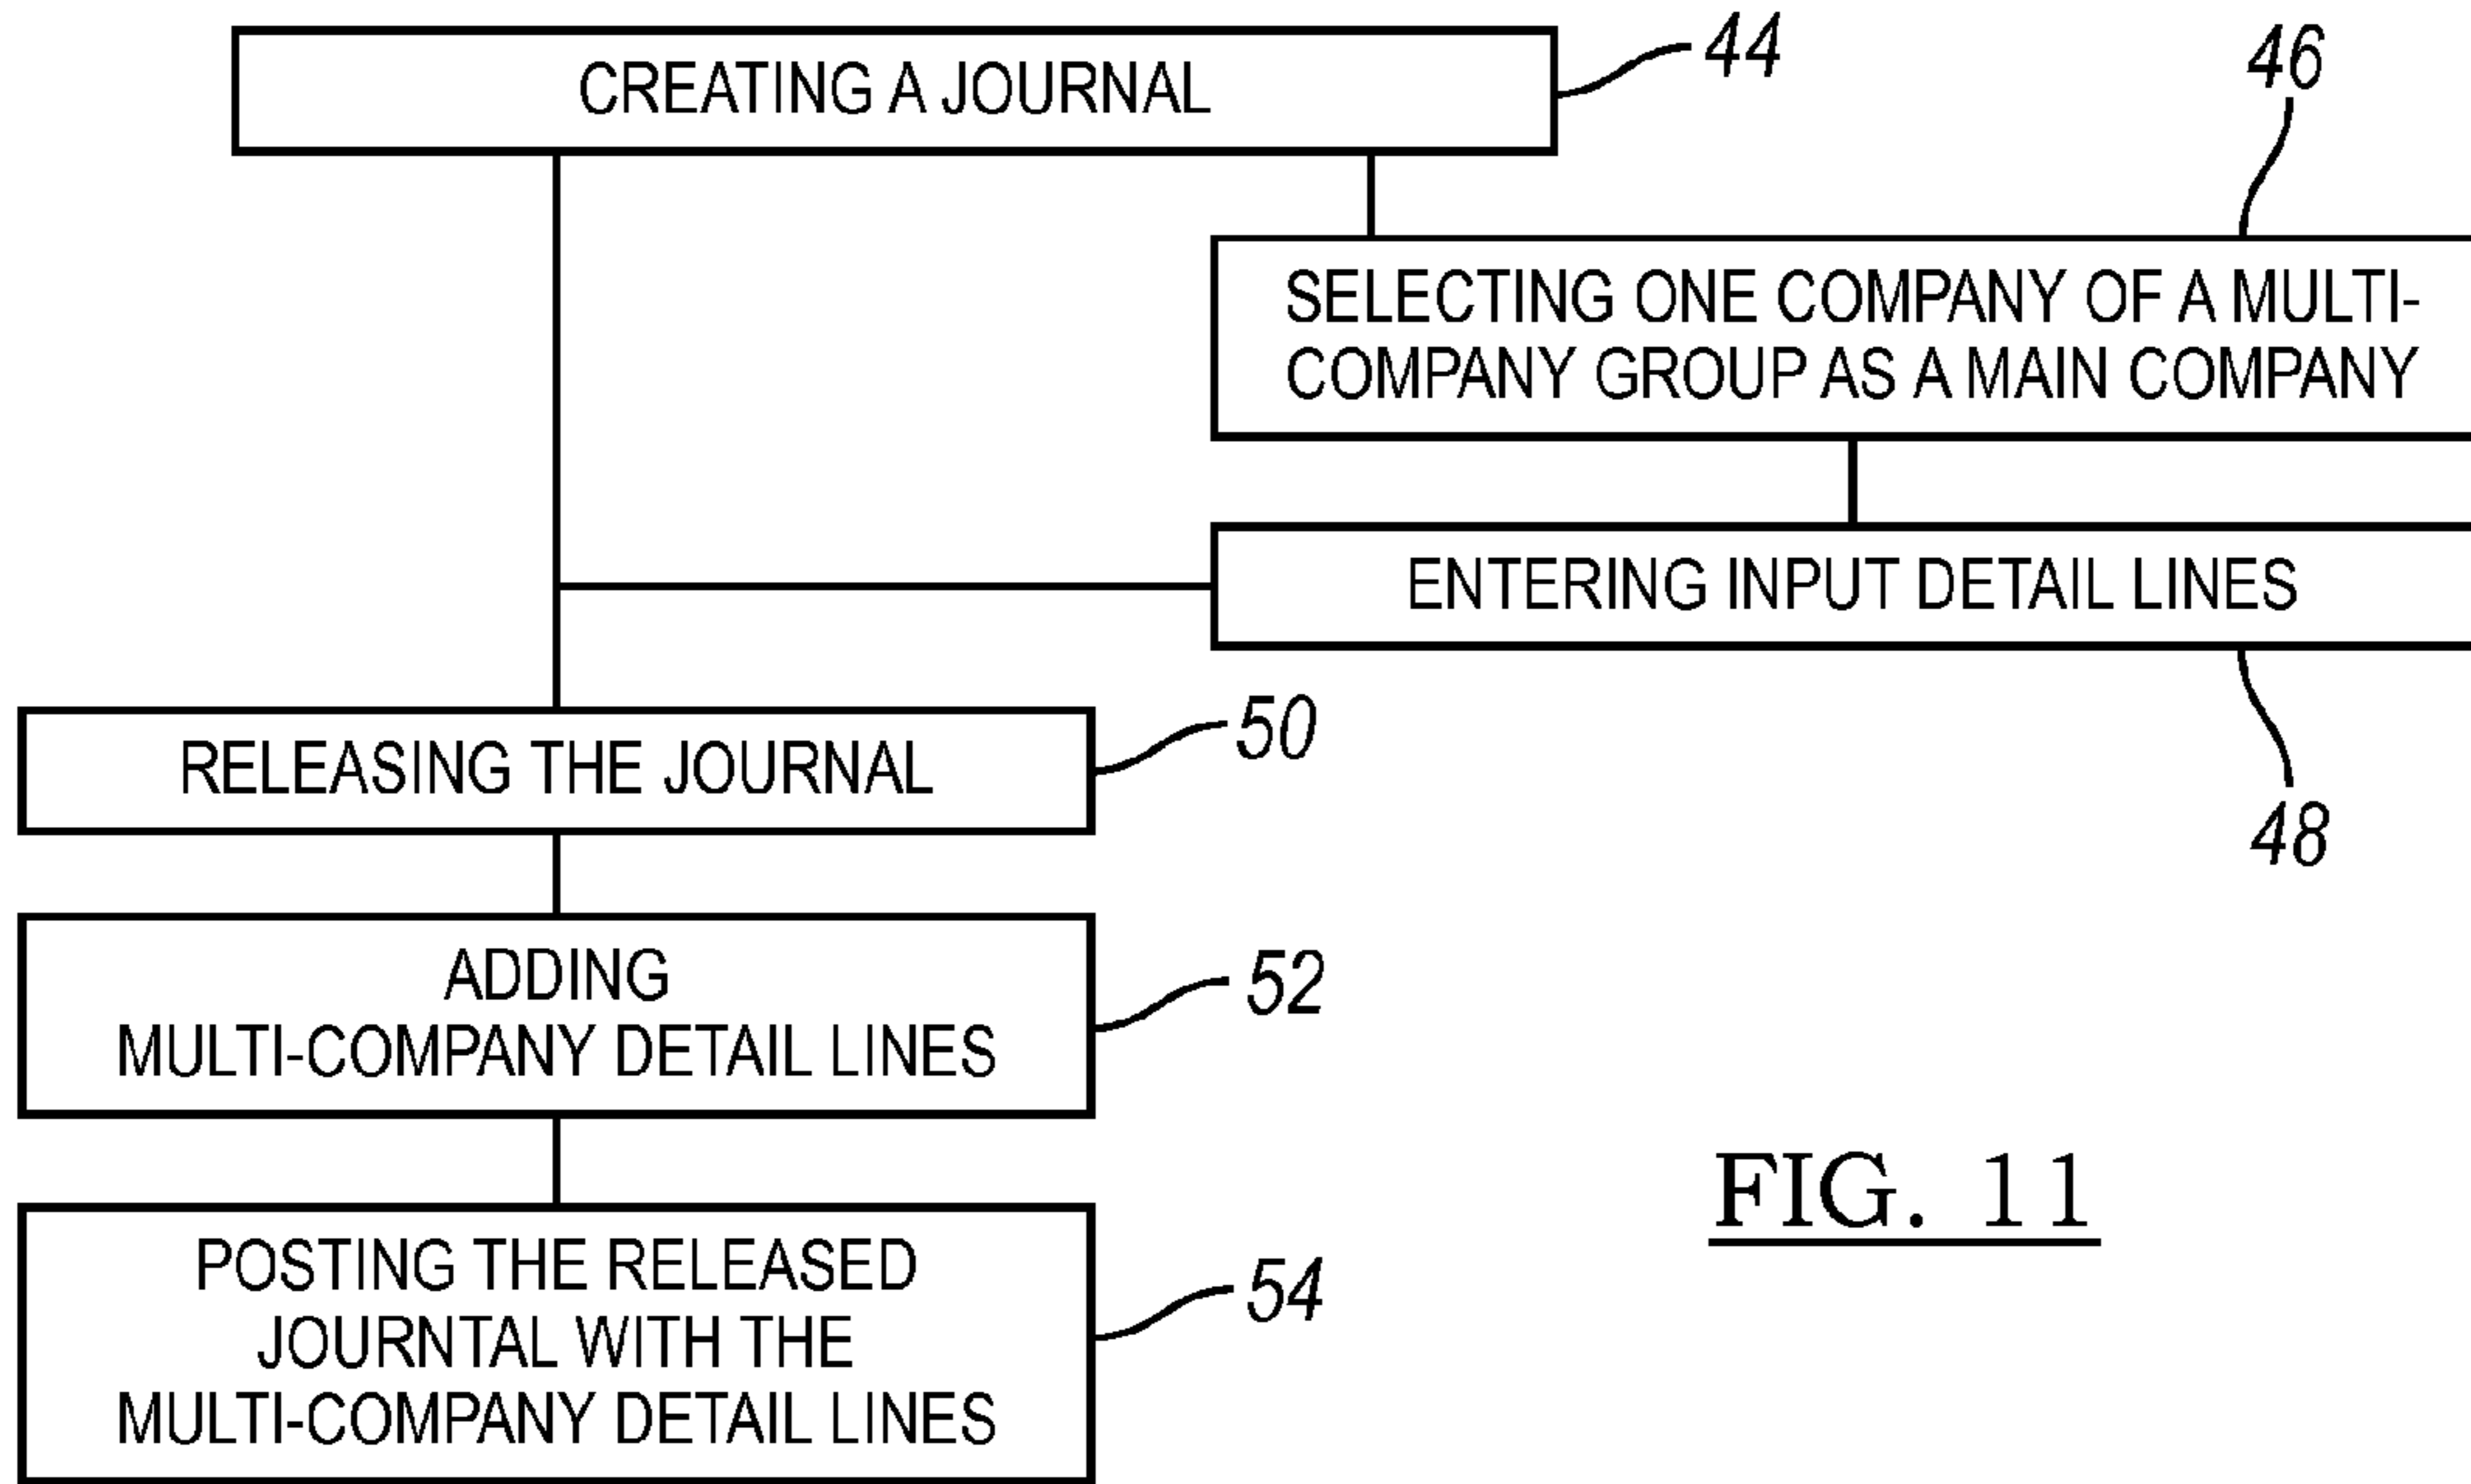 CREATING A JOURNAL
44
46
SELECTING ONE COMPANY OF A MULTI-
COMPANY GROUP AS A MAIN COMPANY
ENTERING INPUT DETAIL LINES
48
RELEASING THE JOURNAL
50
ADDING
MULTI-COMPANY DETAIL LINES
52
POSTING THE RELEASED
JOURNTAL WITH THE
MULTI-COMPANY DETAIL LINES
54
FIG. 11